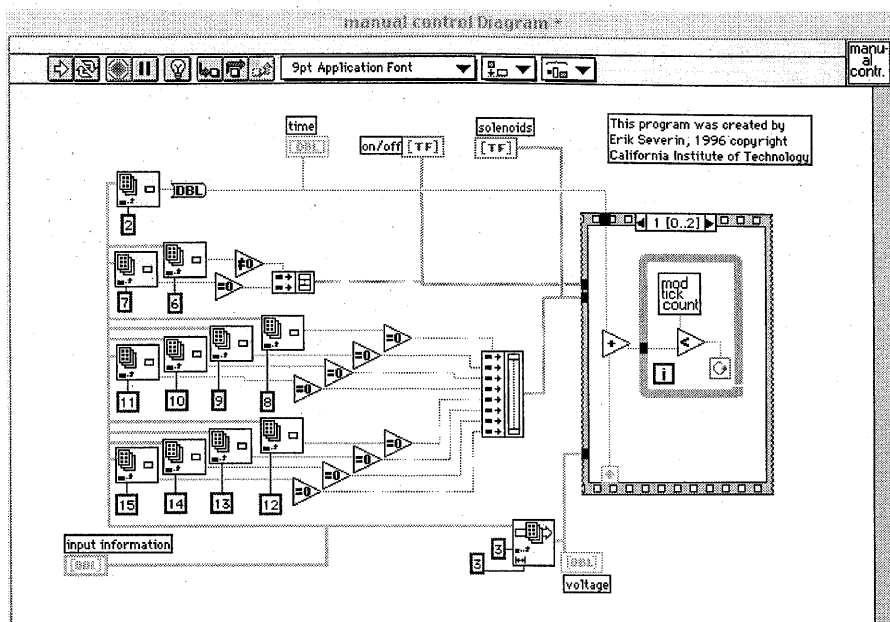 manual control Diagram *
manu-
al
contr.
9pt Application Font
time
[DBL]
on/off [TF]
solenoids
[TF]
This program was created by
Erik Severin, 1996 copyright
California Institute of Technology
DBL
2
1 [0..2]
7
6
≠0
=0
mod
tick
count
+
<
i
11
10
9
8
=0
=0
=0
=0
15
14
13
12
=0
=0
=0
=0
input information
[DBL]
3
3
[DBL]
voltage